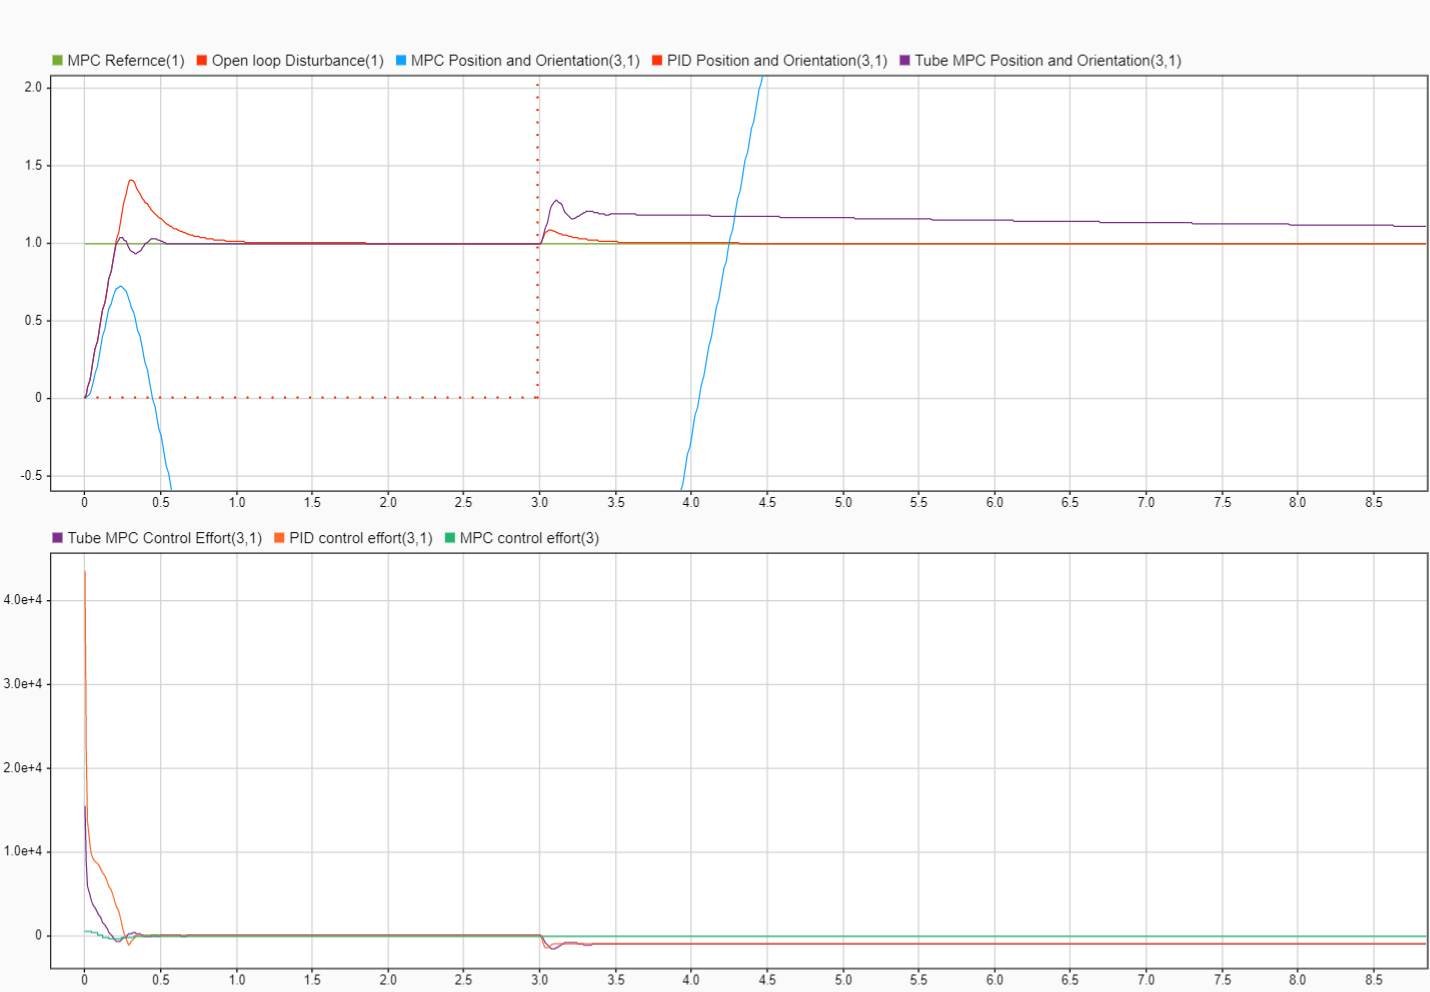 MPC Refernce(1) Open loop Disturbance(1) MPC Position and Orientation(3,1) PID Position and Orientation(3,1) Tube MPC Position and Orientation(3,1)
2.0
1.5
1.0
0.5
0
-0.5
0 0.5 1.0 1.5 2.0 2.5 3.0 3.5 4.0 4.5 5.0 5.5 6.0 6.5 7.0 7.5 8.0 8.5
Tube MPC Control Effort(3,1) PID control effort(3,1) MPC control effort(3)
4.0e+4
3.0e+4
2.0e+4
1.0e+4
0
0 0.5 1.0 1.5 2.0 2.5 3.0 3.5 4.0 4.5 5.0 5.5 6.0 6.5 7.0 7.5 8.0 8.5